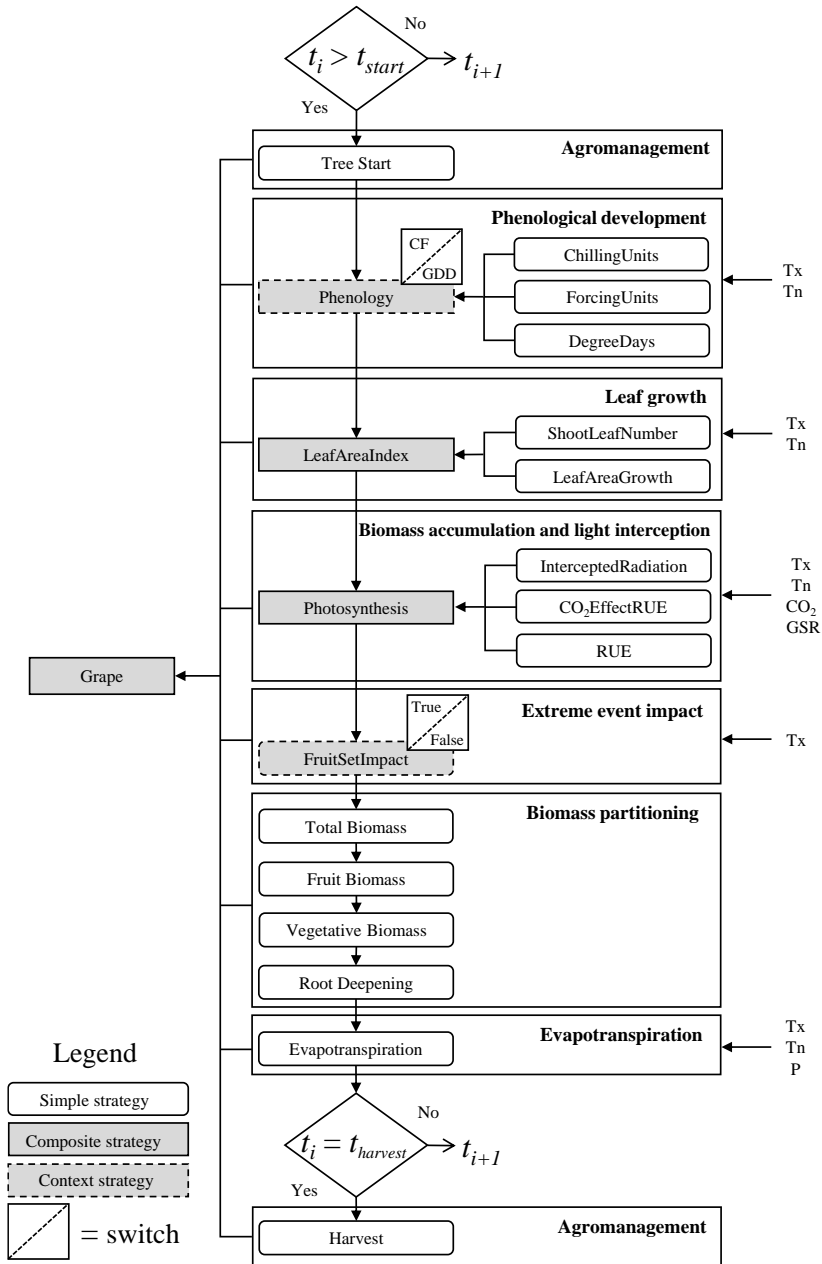 No
t_i > t_start
t_{i+1}
Yes
Agromanagement
Tree Start
Phenological development
CF
GDD
ChillingUnits
Phenology
ForcingUnits
DegreeDays
Tx
Tn
Leaf growth
ShootLeafNumber
LeafAreaIndex
LeafAreaGrowth
Tx
Tn
Biomass accumulation and light interception
InterceptedRadiation
Photosynthesis
CO₂EffectRUE
RUE
Tx
Tn
CO₂
GSR
Grape
Extreme event impact
True
False
FruitSetImpact
Tx
Biomass partitioning
Total Biomass
Fruit Biomass
Vegetative Biomass
Root Deepening
Evapotranspiration
Evapotranspiration
Tx
Tn
P
No
t_i = t_harvest
t_{i+1}
Yes
Agromanagement
Harvest
Legend
Simple strategy
Composite strategy
Context strategy
= switch